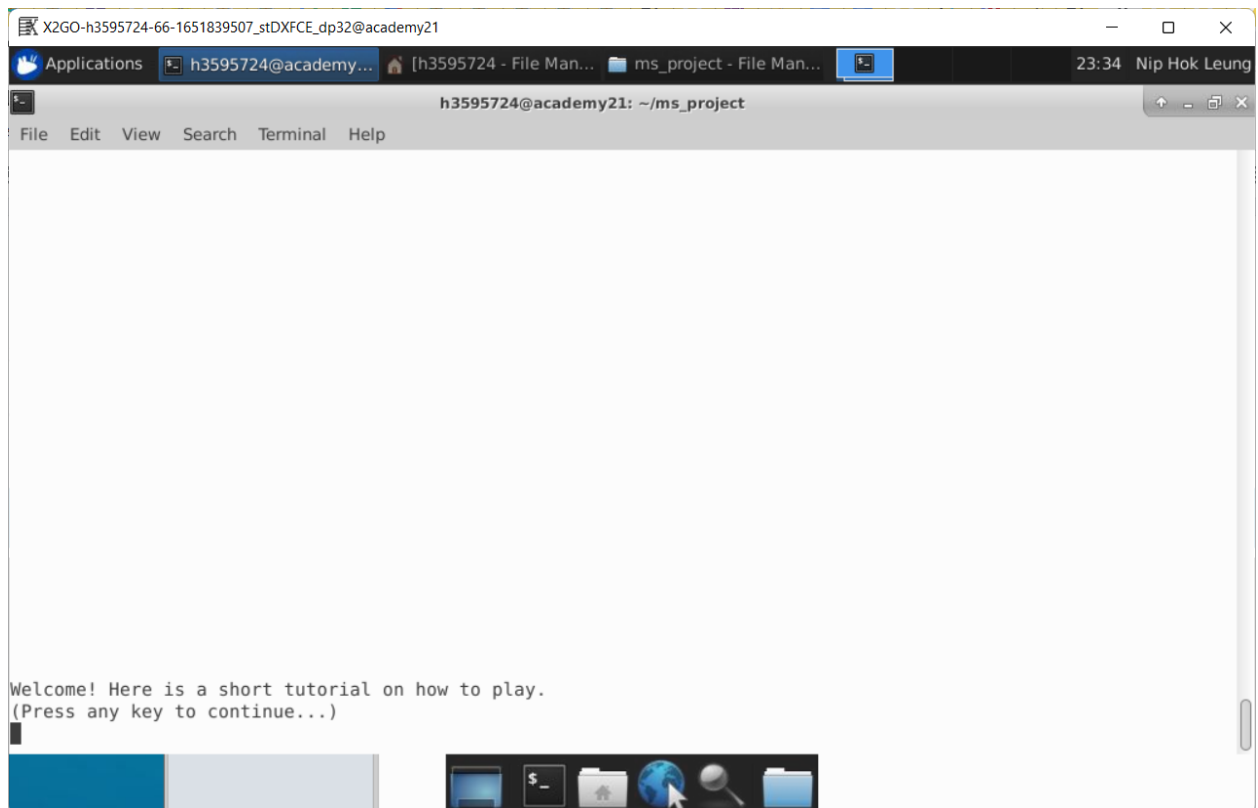 X2GO-h3595724-66-1651839507_stDXFCE_dp32@academy21
Applications h3595724@academy... [h3595724 - File Man... ms_project - File Man... 23:34 Nip Hok Leung
h3595724@academy21: ~/ms_project
File Edit View Search Terminal Help
Welcome! Here is a short tutorial on how to play.
(Press any key to continue...)
$_